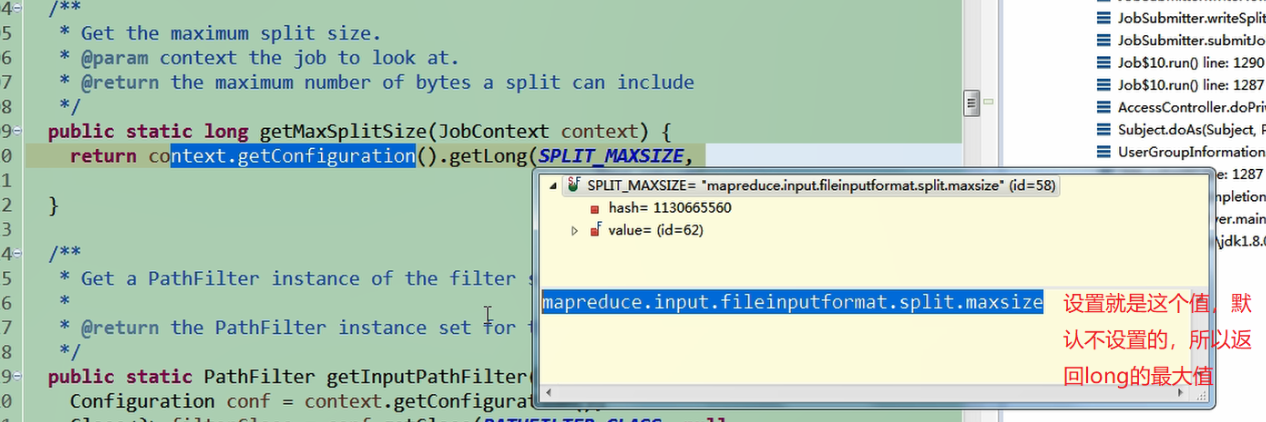 4 /**
5 * Get the maximum split size.
6 * @param context the job to look at.
7 * @return the maximum number of bytes a split can include
8 */
9 public static long getMaxSplitSize(JobContext context) {
0 return context.getConfiguration().getLong(SPLIT_MAXSIZE,
1
2 }
3
4 /**
5 * Get a PathFilter instance of the filter s
6 *
7 * @return the PathFilter instance set for t
8 */
9 public static PathFilter getInputPathFilter(
0 Configuration conf = context.getConfigurat
SPLIT_MAXSIZE= "mapreduce.input.fileinputformat.split.maxsize" (id=58)
hash= 1130665560
value= (id=62)
mapreduce.input.fileinputformat.split.maxsize
设置就是这个值，默
认不设置的，所以返
回long的最大值
JobSubmitter.writeSplit
JobSubmitter.submitJo
Job$10.run() line: 1290
Job$10.run() line: 1287
AccessController.doPri
Subject.doAs(Subject, P
UserGroupInformation
e: 1287
mpletion
ver.main
\jdk1.8.0